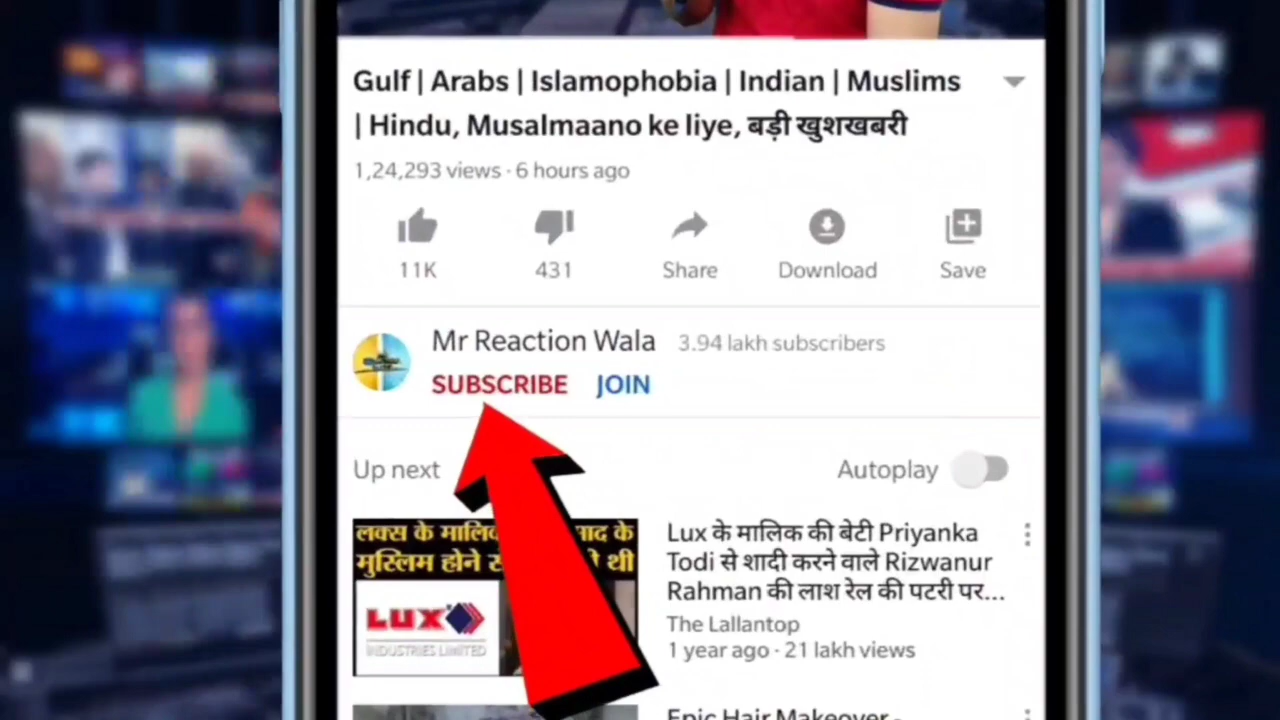 Gulf | Arabs | Islamophobia | Indian | Muslims
| Hindu, Musalmaano ke liye, बड़ी खुशखबरी
1,24,293 views · 6 hours ago
11K
431
Share
Download
Save
Mr Reaction Wala 3.94 lakh subscribers
SUBSCRIBE JOIN
Up next
Autoplay
लक्स के मालिक
के
मुस्लिम होने
थी
LUX
INDUSTRIES LIMITED
Lux के मालिक की बेटी Priyanka
Todi से शादी करने वाले Rizwanur
Rahman की लाश रेल की पटरी पर...
The Lallantop
1 year ago · 21 lakh views
Epic Hair Makeover -